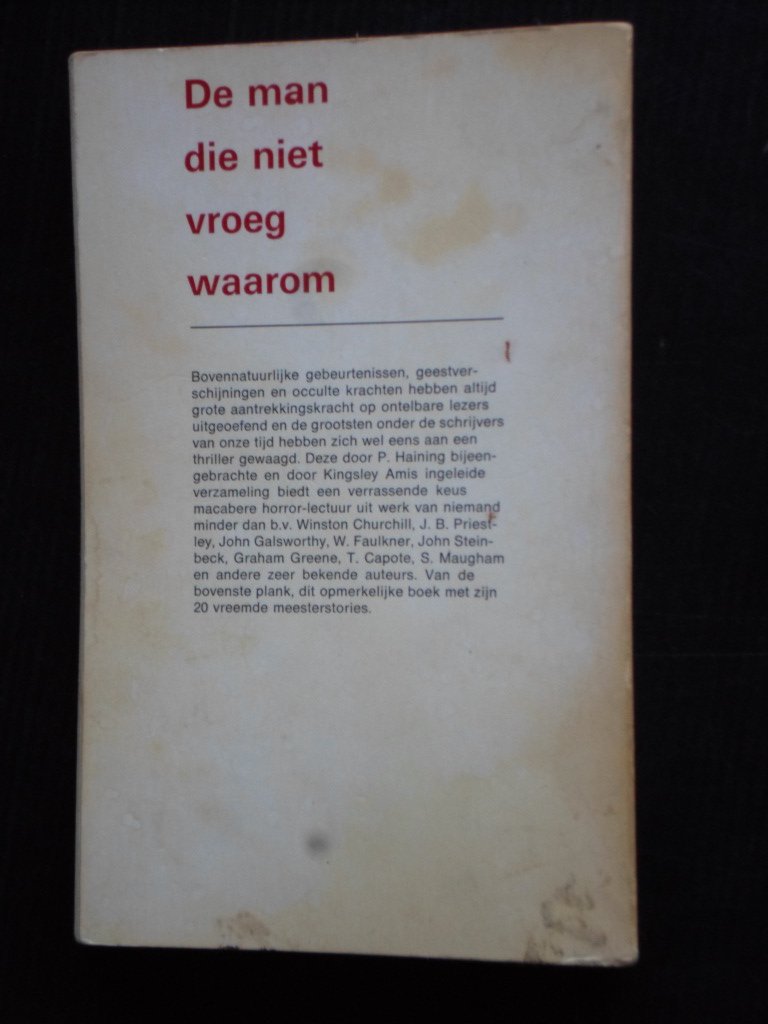 De man
die niet
vroeg
waarom
Bovennatuurlijke gebeurtenissen, geestver-
schijningen en occulte krachten hebben altijd
grote aantrekkingskracht op ontelbare lezers
uitgeoefend en de grootsten onder de schrijvers
van onze tijd hebben zich wel eens aan een
thriller gewaagd. Deze door P. Haining bijeen-
gebrachte en door Kingsley Amis ingeleide
verzameling biedt een verrassende keus
macabere horror-lectuur uit werk van niemand
minder dan b.v. Winston Churchill, J. B. Priest-
ley, John Galsworthy, W. Faulkner, John Stein-
beck, Graham Greene, T. Capote, S. Maugham
en andere zeer bekende auteurs. Van de
bovenste plank, dit opmerkelijke boek met zijn
20 vreemde meesterstories.